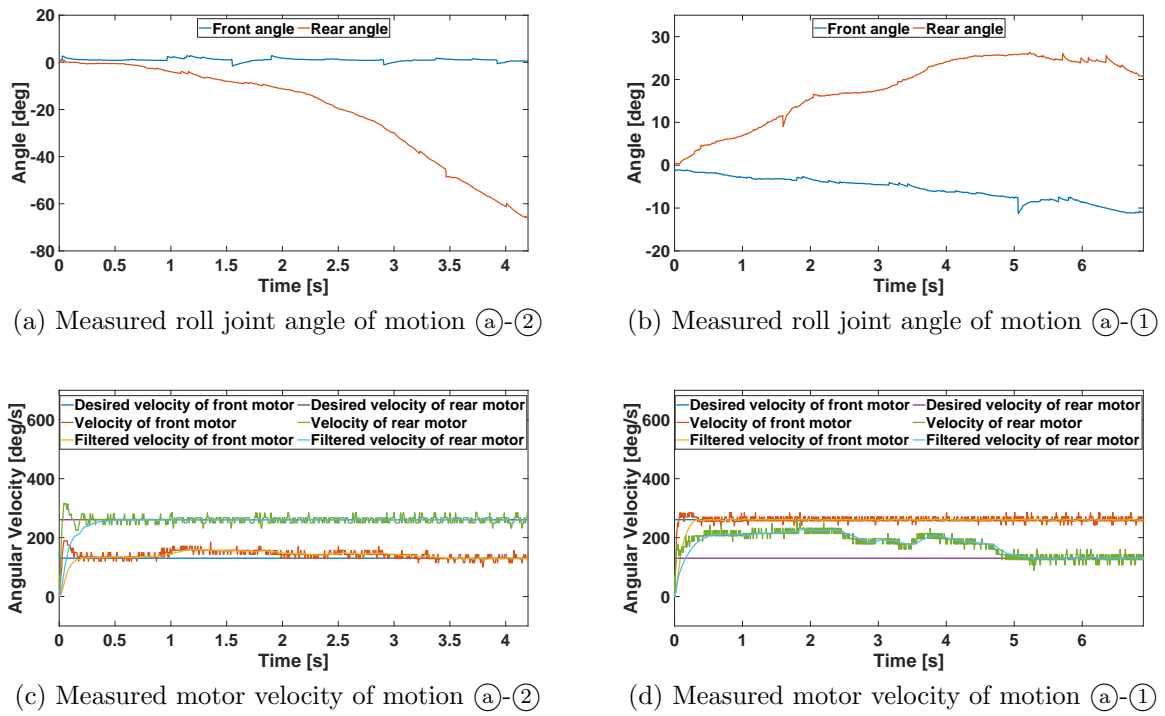 Front angle Rear angle
20
0
-20
-40
-60
-80
Angle [deg]
0 0.5 1 1.5 2 2.5 3 3.5 4
Time [s]
(a) Measured roll joint angle of motion ⓐ-②
Front angle Rear angle
30
20
10
0
-10
-20
Angle [deg]
0 1 2 3 4 5 6
Time [s]
(b) Measured roll joint angle of motion ⓐ-①
Desired velocity of front motor Desired velocity of rear motor
Velocity of front motor Velocity of rear motor
Filtered velocity of front motor Filtered velocity of rear motor
600
400
200
0
Angular Velocity [deg/s]
0 0.5 1 1.5 2 2.5 3 3.5 4
Time [s]
(c) Measured motor velocity of motion ⓐ-②
Desired velocity of front motor Desired velocity of rear motor
Velocity of front motor Velocity of rear motor
Filtered velocity of front motor Filtered velocity of rear motor
600
400
200
0
Angular Velocity [deg/s]
0 1 2 3 4 5 6
Time [s]
(d) Measured motor velocity of motion ⓐ-①